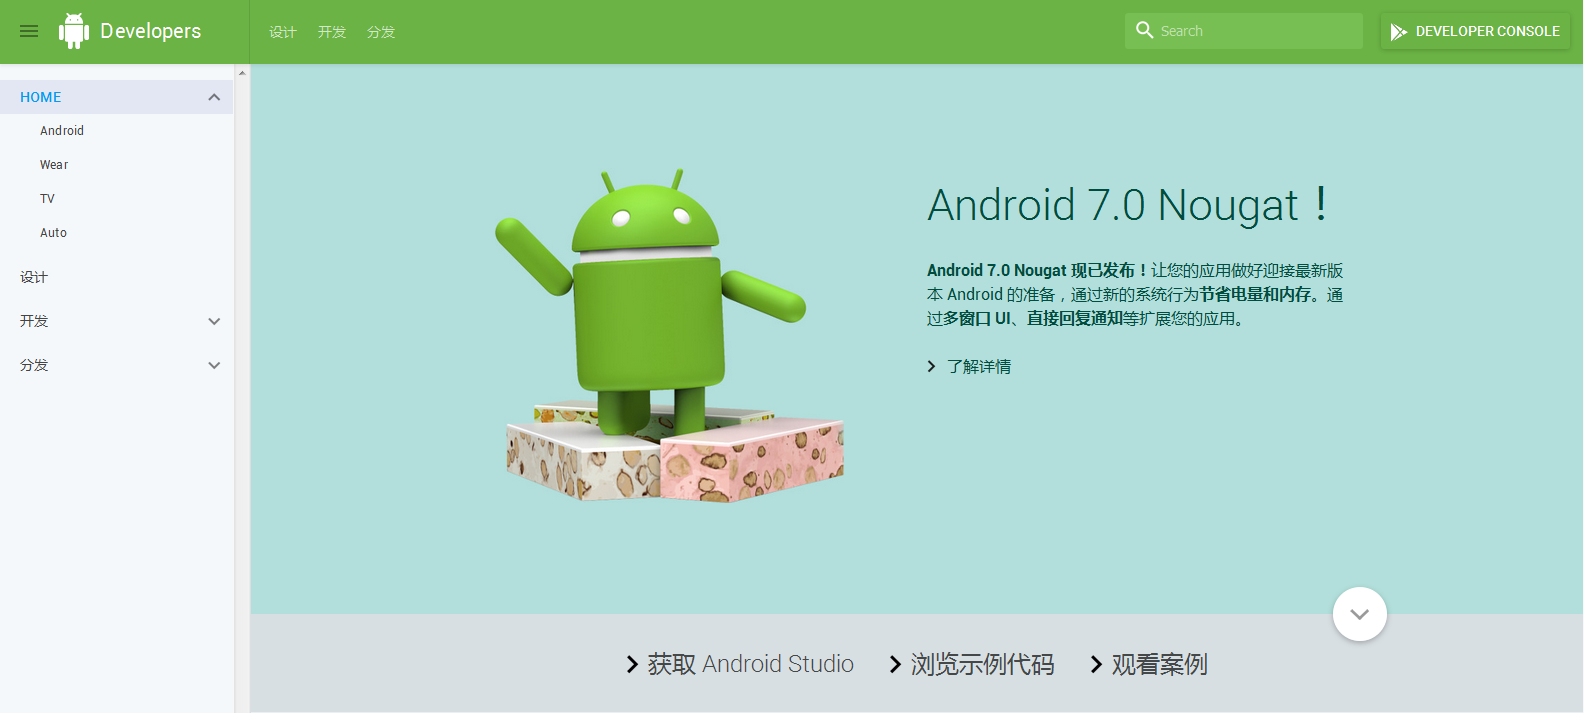 Developers
设计 开发 分发
Search
DEVELOPER CONSOLE
HOME
Android
Wear
TV
Auto
设计
开发
分发
Android 7.0 Nougat！
Android 7.0 Nougat 现已发布！让您的应用做好迎接最新版
本 Android 的准备，通过新的系统行为节省电量和内存。通
过多窗口 UI、直接回复通知等扩展您的应用。
了解详情
获取 Android Studio 浏览示例代码 观看案例